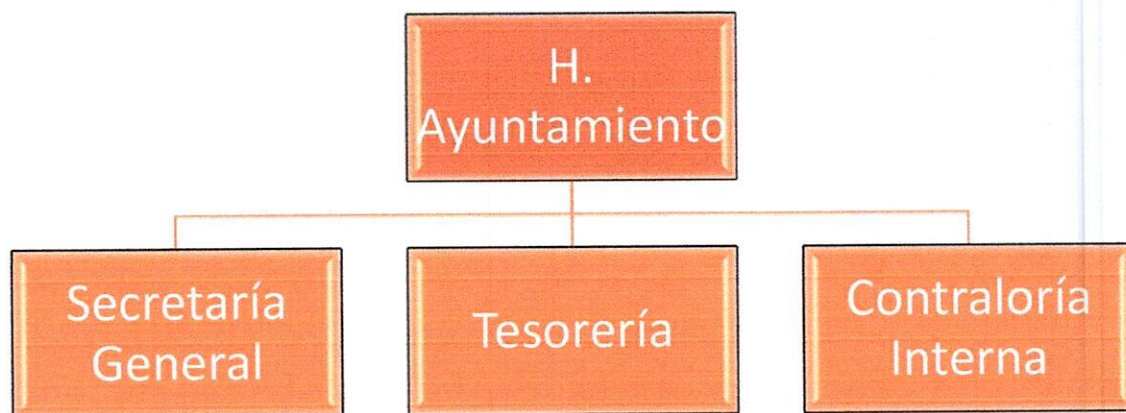 H.
Ayuntamiento
Secretaría
General
Tesorería
Contraloría
Interna